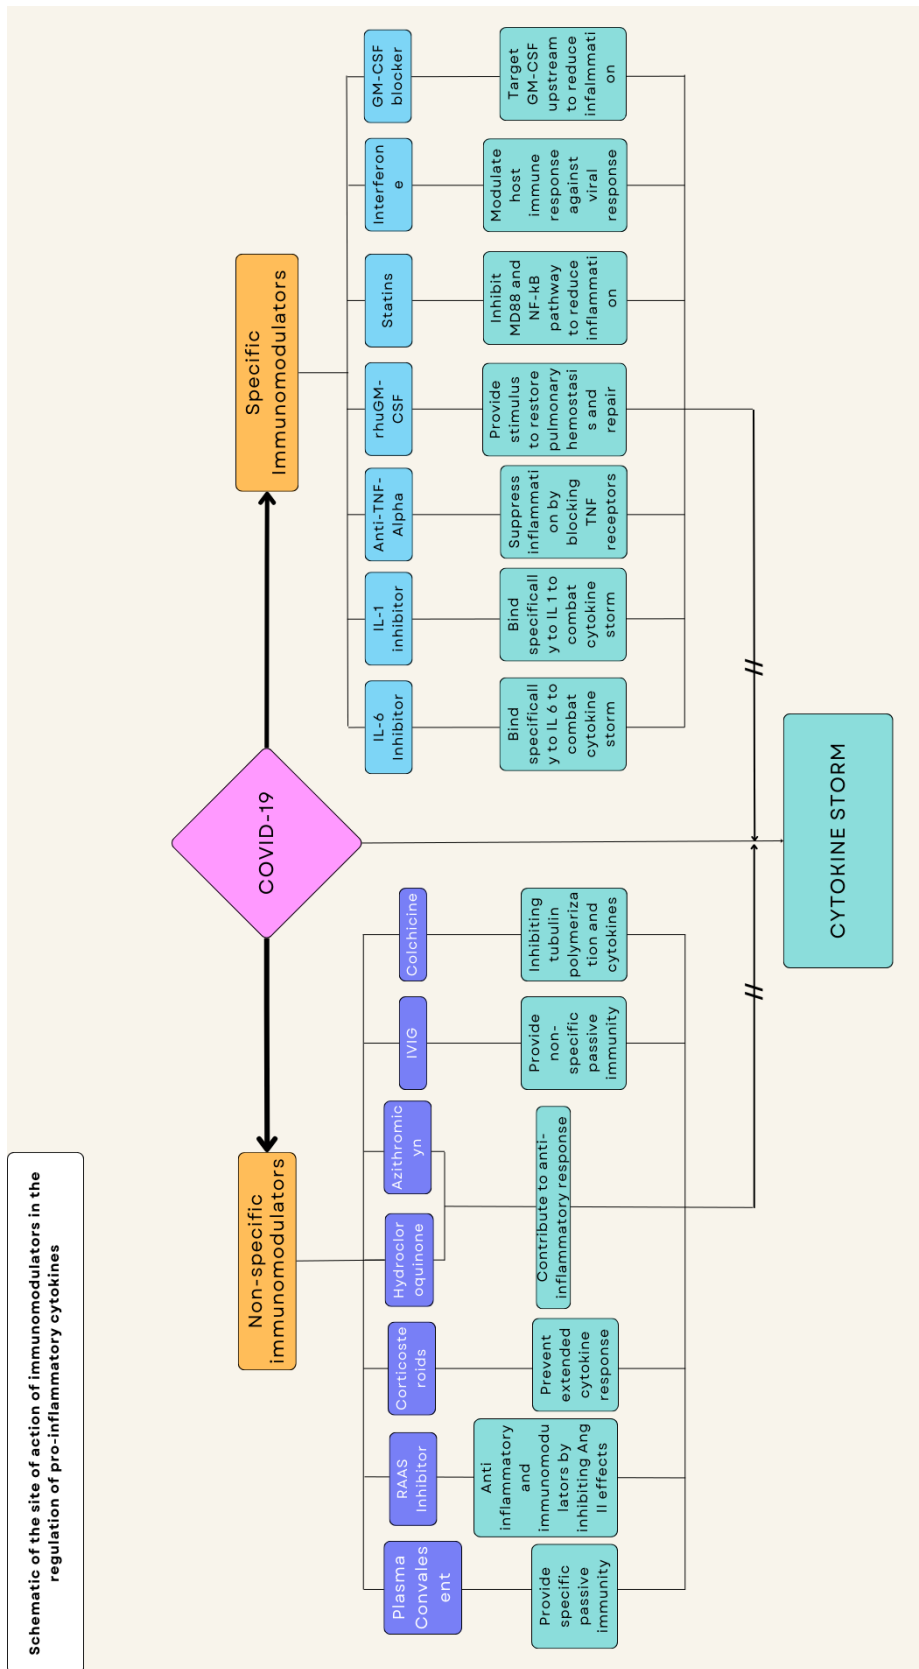 Schematic of the site of action of immunomodulators in the
regulation of pro-inflammatory cytokines
COVID-19
Non-specific
immunomodulators
Specific
Immunomodulators
Plasma
Convales
ent
RAAS
Inhibitor
Corticoste
roids
Hydroclor
oquinone
Azithromic
yn
IVIG
Colchicine
IL-6
Inhibitor
IL-1
inhibitor
Anti-TNF-
Alpha
rhuGM-
CSF
Statins
Interferon
e
GM-CSF
blocker
Provide
specific
passive
immunity
Anti
inflammatory
and
immunomodu
lators by
inhibiting Ang
II effects
Prevent
extended
cytokine
response
Contribute to anti-
inflammatory response
Provide
non-
specific
passive
immunity
Inhibiting
tubulin
polymeriza
tion and
cytokines
Bind
specificall
y to IL 6 to
combat
cytokine
storm
Bind
specificall
y to IL 1 to
combat
cytokine
storm
Suppress
inflammati
on by
blocking
TNF
receptors
Provide
stimulus
to restore
pulmonary
hemostasi
s and
repair
Inhibit
MD88 and
NF-kB
pathway
to reduce
inflammati
on
Modulate
host
immune
response
against
viral
response
Target
GM-CSF
upstream
to reduce
infalmmati
on
CYTOKINE STORM